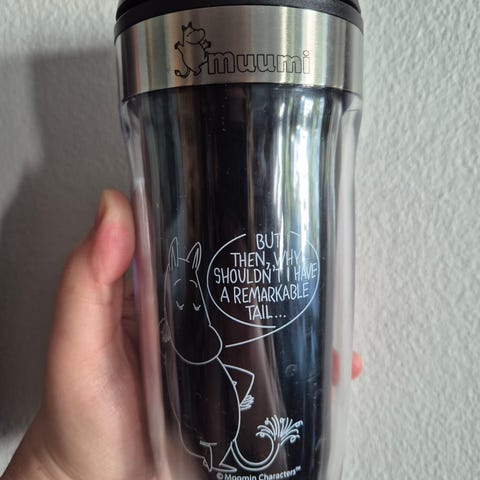 muumi
BUT
THEN, WHY
SHOULDN'T I HAVE
A REMARKABLE
TAIL...
© Moomin Characters™